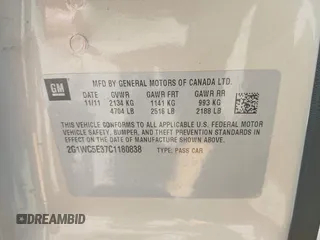 GM
MFD BY GENERAL MOTORS OF CANADA LTD.
DATE GVWR GAWR FRT GAWR RR
11/11 2134 KG 1141 KG 993 KG
4704 LB 2516 LB 2188 LB
THIS VEHICLE CONFORMS TO ALL APPLICABLE U.S. FEDERAL MOTOR
VEHICLE SAFETY, BUMPER, AND THEFT PREVENTION STANDARDS IN
EFFECT ON THE DATE OF MANUFACTURE SHOWN ABOVE.
2G1WC5E37C1180838 TYPE: PASS CAR
DREAMBID